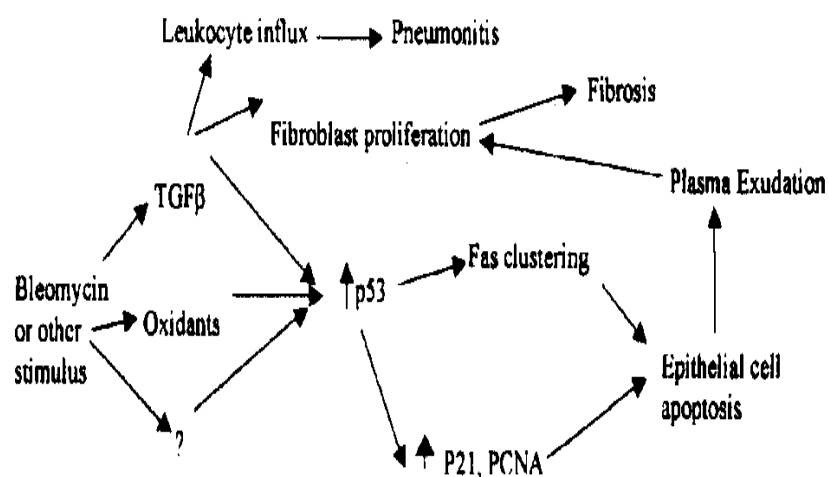 Leukocyte influx
Pneumonitis
Fibrosis
Fibroblast proliferation
Plasma Exudation
TGFβ
Fas clustering
Bleomycin
or other
stimulus
Oxidants
p53
Epithelial cell
apoptosis
?
P21, PCNA